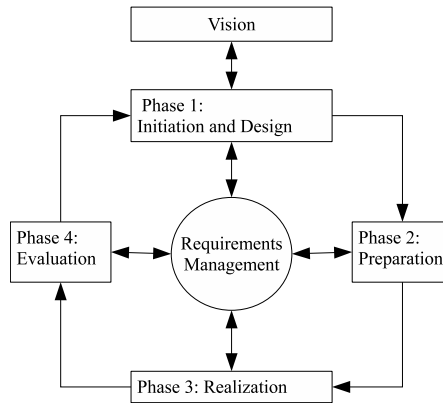 Vision
Phase 1:
Initiation and Design
Phase 4:
Evaluation
Requirements
Management
Phase 2:
Preparation
Phase 3: Realization